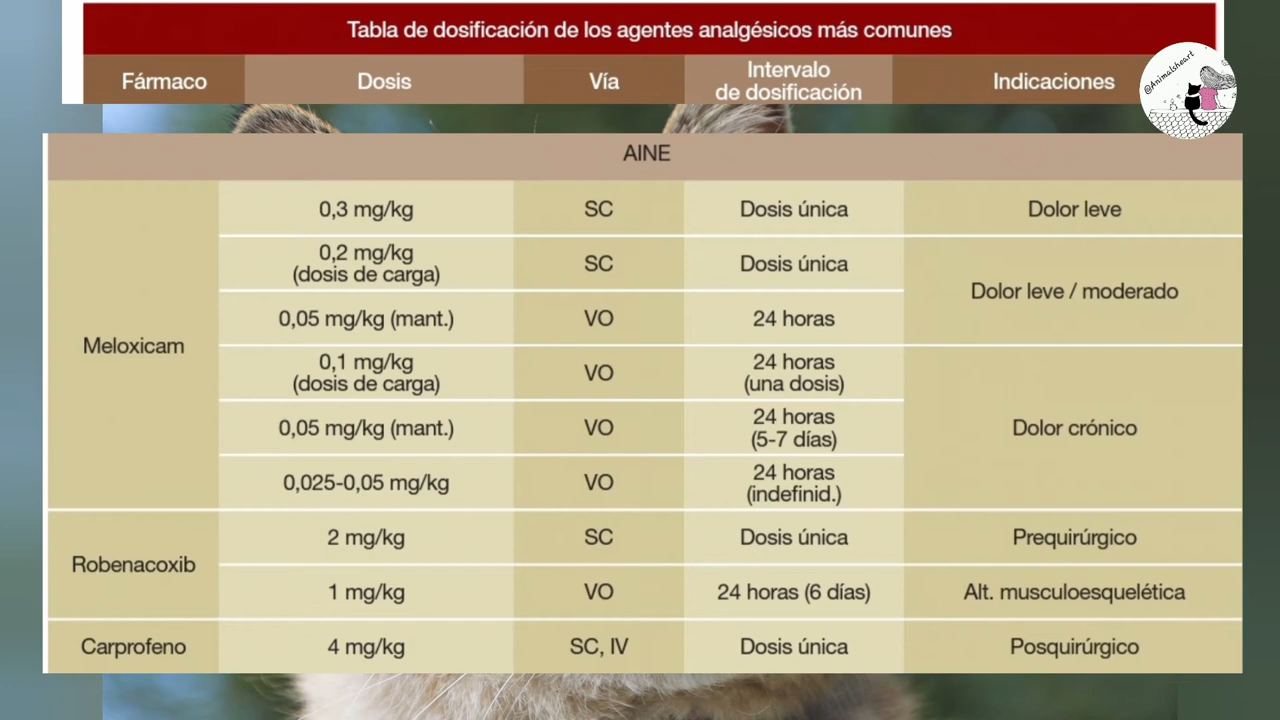 Tabla de dosificación de los agentes analgésicos más comunes
Fármaco Dosis Vía Intervalo de dosificación Indicaciones
@Animalsheart
AINE
Meloxicam
0,3 mg/kg SC Dosis única Dolor leve
0,2 mg/kg (dosis de carga) SC Dosis única Dolor leve / moderado
0,05 mg/kg (mant.) VO 24 horas
0,1 mg/kg (dosis de carga) VO 24 horas (una dosis) Dolor crónico
0,05 mg/kg (mant.) VO 24 horas (5-7 días)
0,025-0,05 mg/kg VO 24 horas (indefinid.)
Robenacoxib
2 mg/kg SC Dosis única Prequirúrgico
1 mg/kg VO 24 horas (6 días) Alt. musculoesquelética
Carprofeno 4 mg/kg SC, IV Dosis única Posquirúrgico